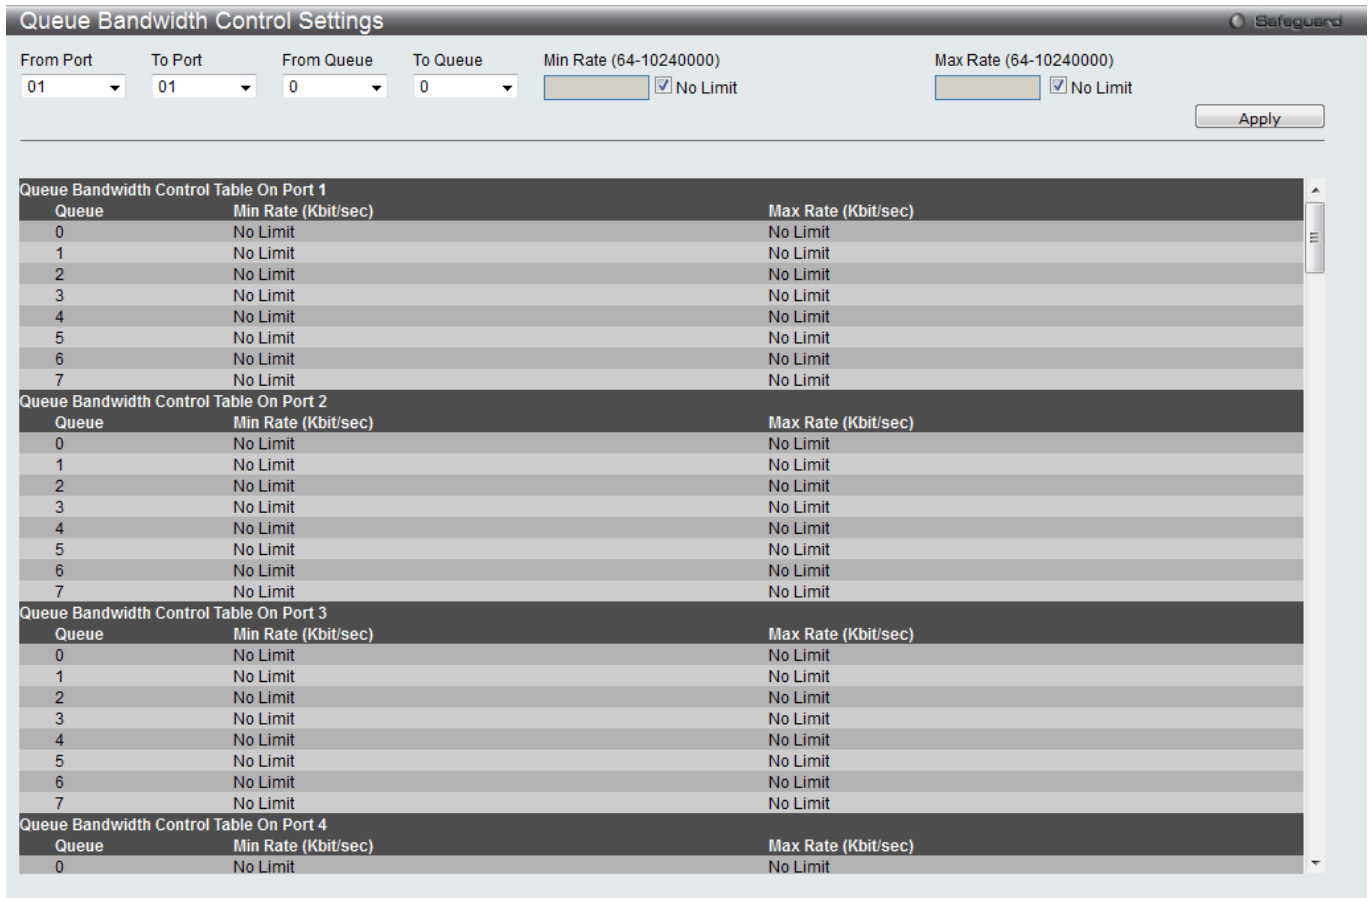 Queue Bandwidth Control Settings Safeguard
From Port To Port From Queue To Queue Min Rate (64-10240000) Max Rate (64-10240000)
01 01 0 0 No Limit No Limit
Apply
Queue Bandwidth Control Table On Port 1
Queue Min Rate (Kbit/sec) Max Rate (Kbit/sec)
0 No Limit No Limit
1 No Limit No Limit
2 No Limit No Limit
3 No Limit No Limit
4 No Limit No Limit
5 No Limit No Limit
6 No Limit No Limit
7 No Limit No Limit
Queue Bandwidth Control Table On Port 2
Queue Min Rate (Kbit/sec) Max Rate (Kbit/sec)
0 No Limit No Limit
1 No Limit No Limit
2 No Limit No Limit
3 No Limit No Limit
4 No Limit No Limit
5 No Limit No Limit
6 No Limit No Limit
7 No Limit No Limit
Queue Bandwidth Control Table On Port 3
Queue Min Rate (Kbit/sec) Max Rate (Kbit/sec)
0 No Limit No Limit
1 No Limit No Limit
2 No Limit No Limit
3 No Limit No Limit
4 No Limit No Limit
5 No Limit No Limit
6 No Limit No Limit
7 No Limit No Limit
Queue Bandwidth Control Table On Port 4
Queue Min Rate (Kbit/sec) Max Rate (Kbit/sec)
0 No Limit No Limit